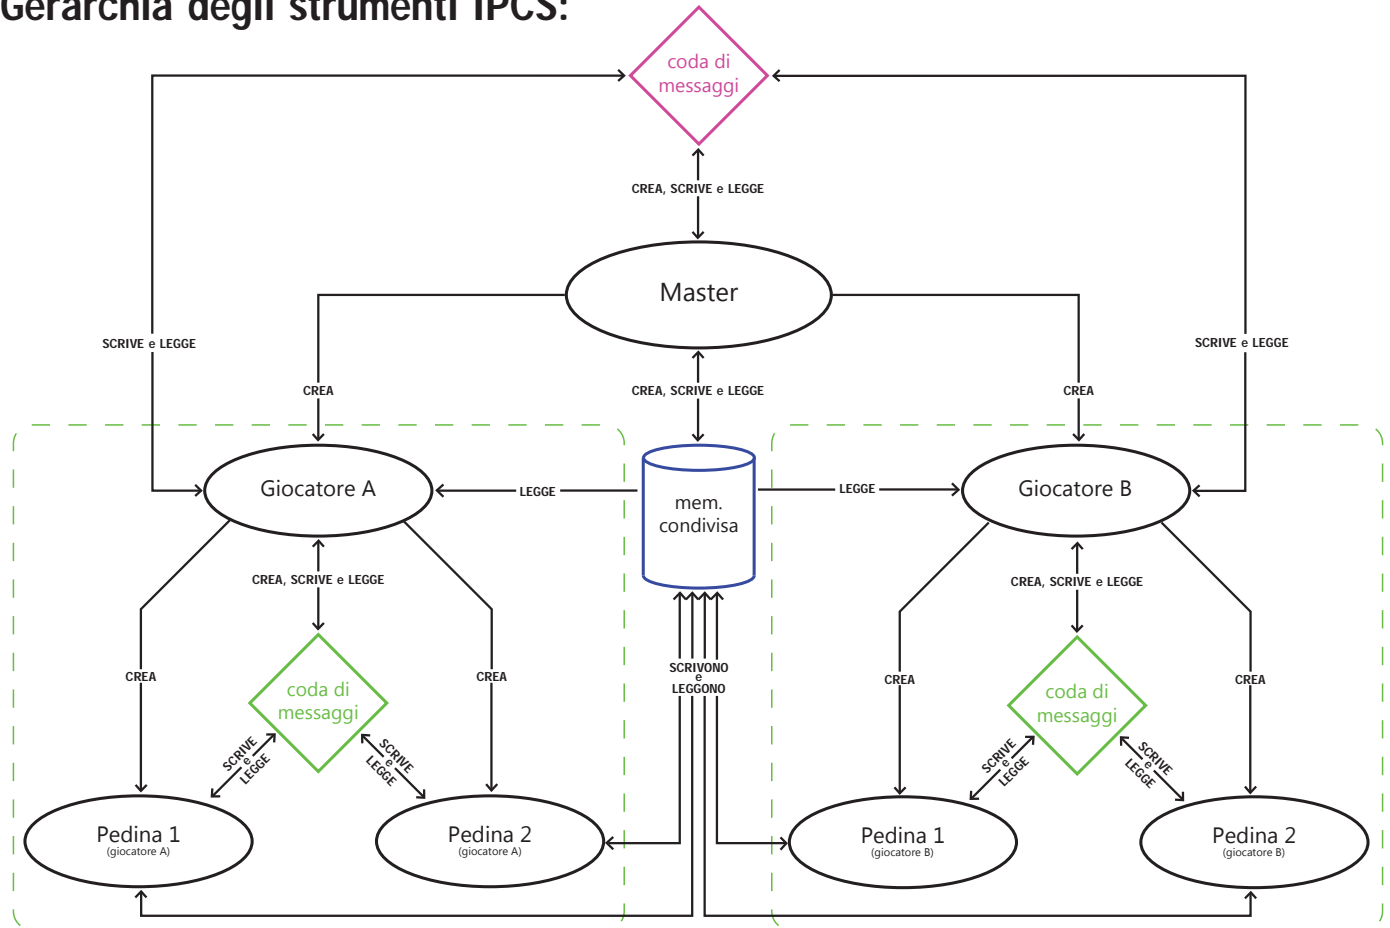 Gerarchia degli strumenti IPCS:
coda di
messaggi
CREA, SCRIVE e LEGGE
Master
SCRIVE e LEGGE
SCRIVE e LEGGE
CREA
CREA, SCRIVE e LEGGE
CREA
Giocatore A
LEGGE
mem.
condivisa
LEGGE
Giocatore B
CREA, SCRIVE e LEGGE
CREA, SCRIVE e LEGGE
CREA
coda di
messaggi
CREA
SCRIVONO
e
LEGGONO
CREA
coda di
messaggi
CREA
SCRIVE
e
LEGGE
SCRIVE
e
LEGGE
SCRIVE
e
LEGGE
SCRIVE
e
LEGGE
Pedina 1
(giocatore A)
Pedina 2
(giocatore A)
Pedina 1
(giocatore B)
Pedina 2
(giocatore B)